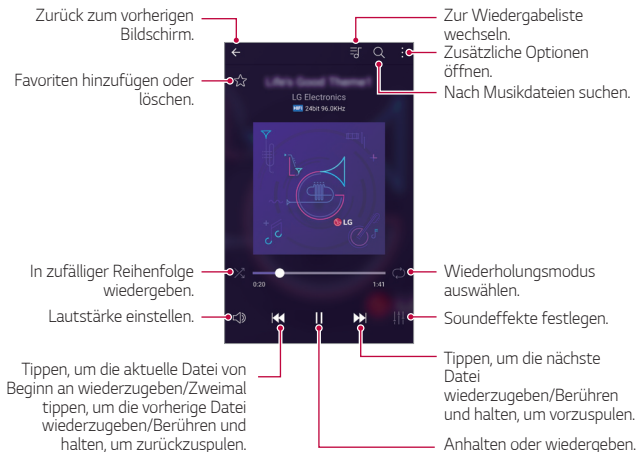 Zurück zum vorherigen
Bildschirm.
Favoriten hinzufügen oder
löschen.
In zufälliger Reihenfolge
wiedergeben.
Lautstärke einstellen.
Tippen, um die aktuelle Datei von
Beginn an wiederzugeben/Zweimal
tippen, um die vorherige Datei
wiederzugeben/Berühren und
halten, um zurückzuspulen.
Life's Good Theme1
LG Electronics
HiFi 24bit 96.0KHz
LG
0:20
1:41
Zur Wiedergabeliste
wechseln.
Zusätzliche Optionen
öffnen.
Nach Musikdateien suchen.
Wiederholungsmodus
auswählen.
Soundeffekte festlegen.
Tippen, um die nächste
Datei
wiederzugeben/Berühren
und halten, um vorzuspulen.
Anhalten oder wiedergeben.